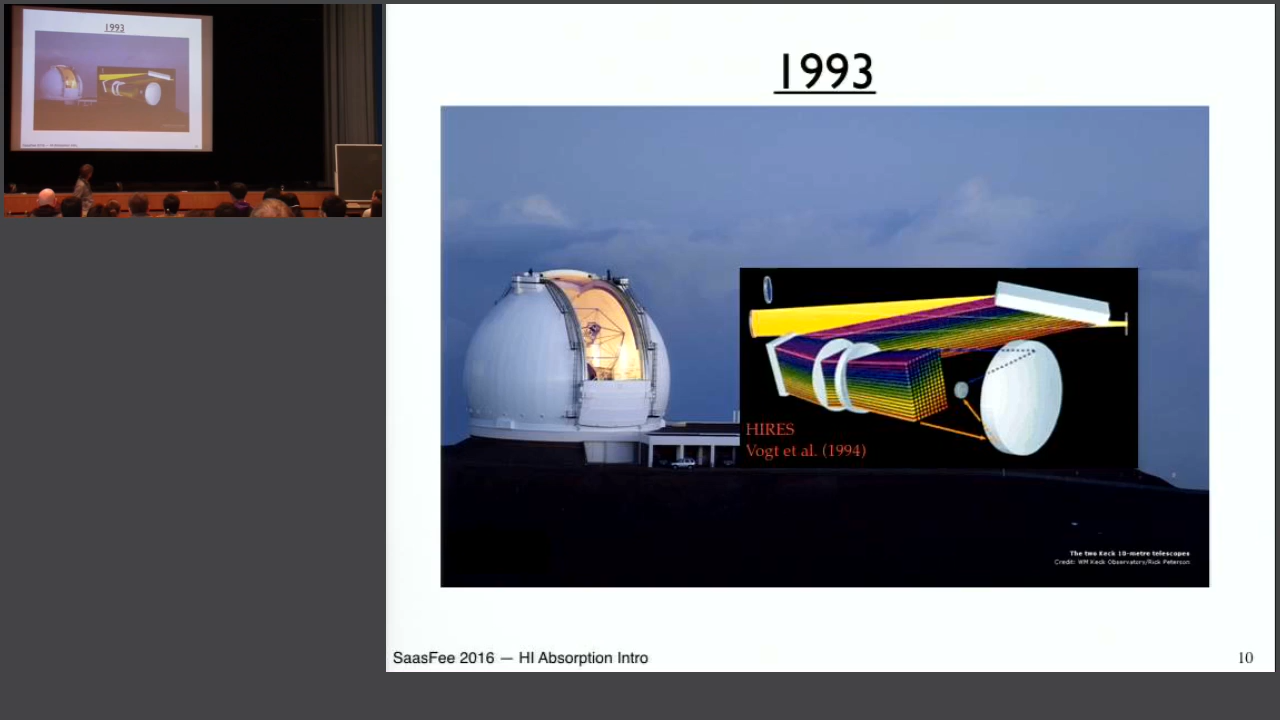 1993
1993
HIRES
Vogt et al. (1994)
The two Keck 10-metre telescopes
Credit: WM Keck Observatory/Rick Peterson
SaasFee 2016 — HI Absorption Intro
10